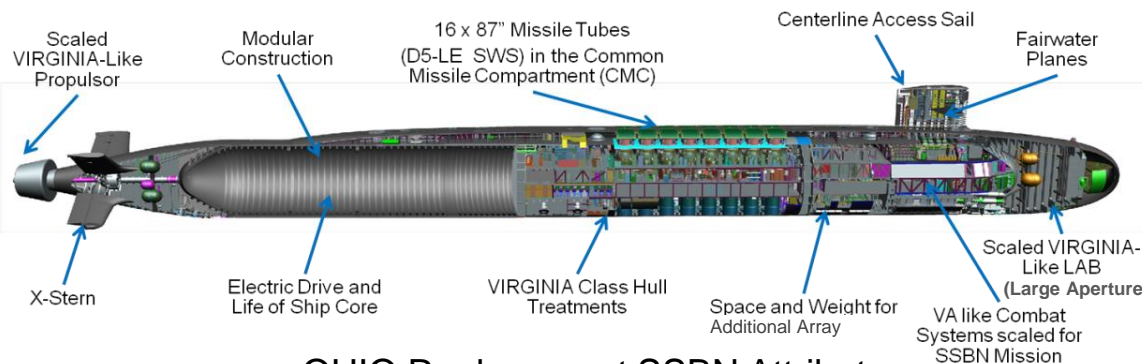 Scaled
VIRGINIA-Like
Propulsor
Modular
Construction
16 x 87” Missile Tubes
(D5-LE SWS) in the Common
Missile Compartment (CMC)
Centerline Access Sail
Fairwater
Planes
X-Stern
Electric Drive and
Life of Ship Core
VIRGINIA Class Hull
Treatments
Space and Weight for
Additional Array
VA like Combat
Systems scaled for
SSBN Mission
Scaled VIRGINIA-
Like LAB
(Large Aperture